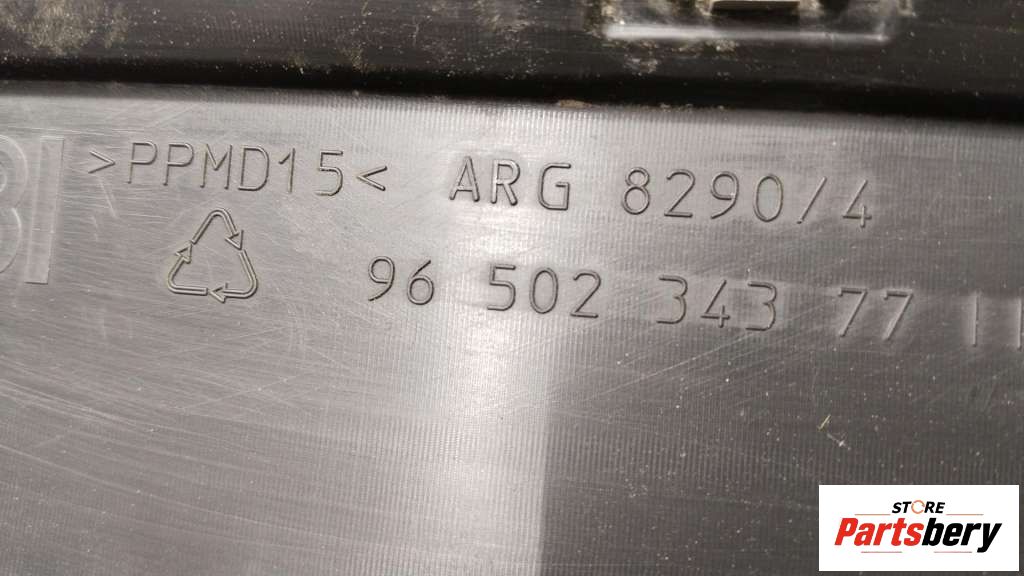 >PPMD15< ARG 8290/4
96 502 343 77
STORE
Partsbery